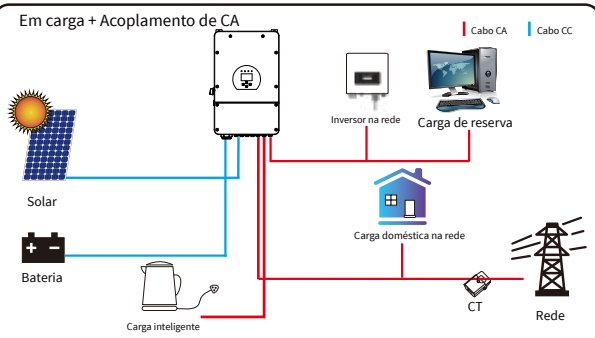 Em carga + Acoplamento de CA
Cabo CA
Cabo CC
Inversor na rede
Carga de reserva
Solar
Carga doméstica na rede
Bateria
CT
Rede
Carga inteligente